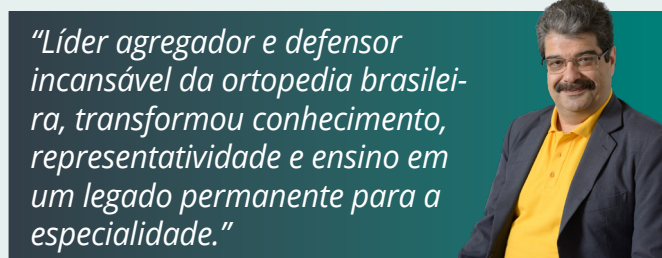 “Líder agregador e defensor
incansável da ortopedia brasilei-
ra, transformou conhecimento,
representatividade e ensino em
um legado permanente para a
especialidade.”